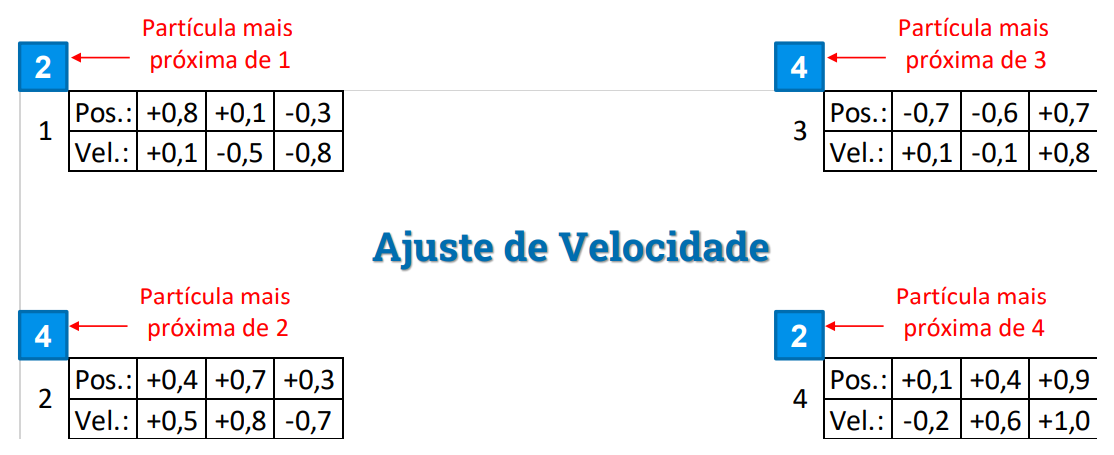 Partícula mais
próxima de 1
2
1
Pos.: +0,8 +0,1 -0,3
Vel.: +0,1 -0,5 -0,8
Partícula mais
próxima de 3
4
3
Pos.: -0,7 -0,6 +0,7
Vel.: +0,1 -0,1 +0,8
Ajuste de Velocidade
Partícula mais
próxima de 2
4
2
Pos.: +0,4 +0,7 +0,3
Vel.: +0,5 +0,8 -0,7
Partícula mais
próxima de 4
2
4
Pos.: +0,1 +0,4 +0,9
Vel.: -0,2 +0,6 +1,0